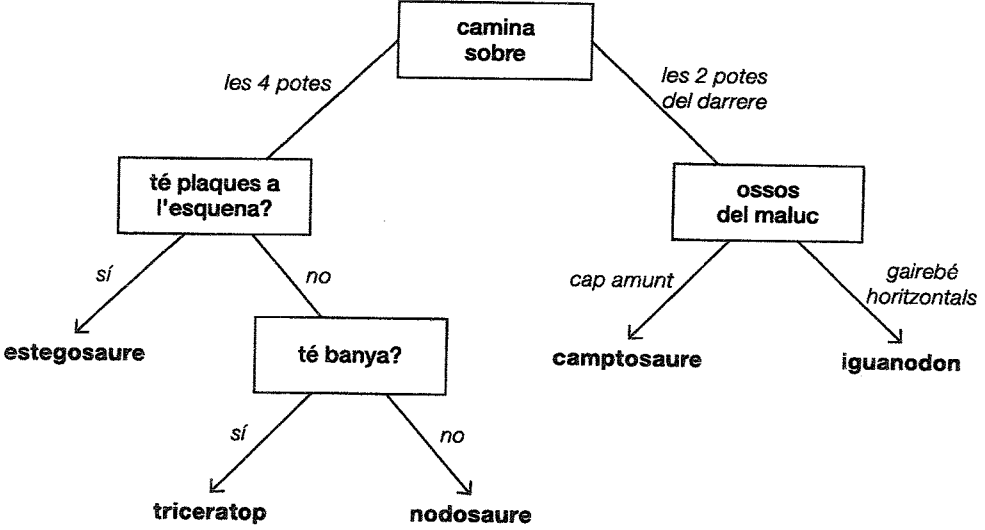 camina
sobre
les 4 potes
les 2 potes
del darrere
té plaques a
l'esquena?
ossos
del maluc
sí
no
cap amunt
gairebé
horitzontals
estegosaure
té banya?
camptosaure
iguanodon
sí
no
triceratop
nodosaure